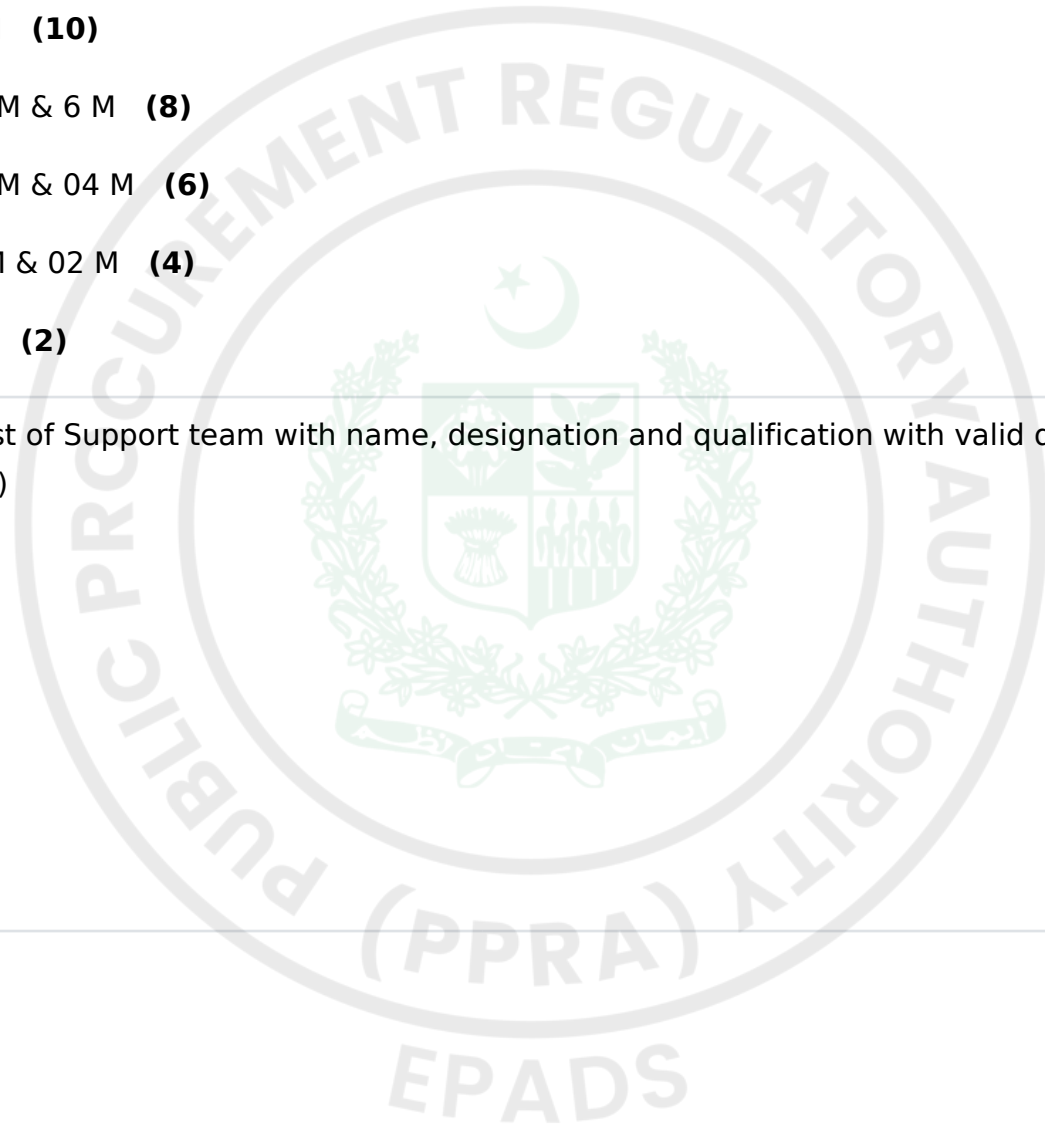 (10)
M & 6 M (8)
M & 04 M (6)
& 02 M (4)
(2)
of Support team with name, designation and qualification with valid
)
PUBLIC PROCUREMENT REGULATORY AUTHORITY
(PPRA)
EPADS